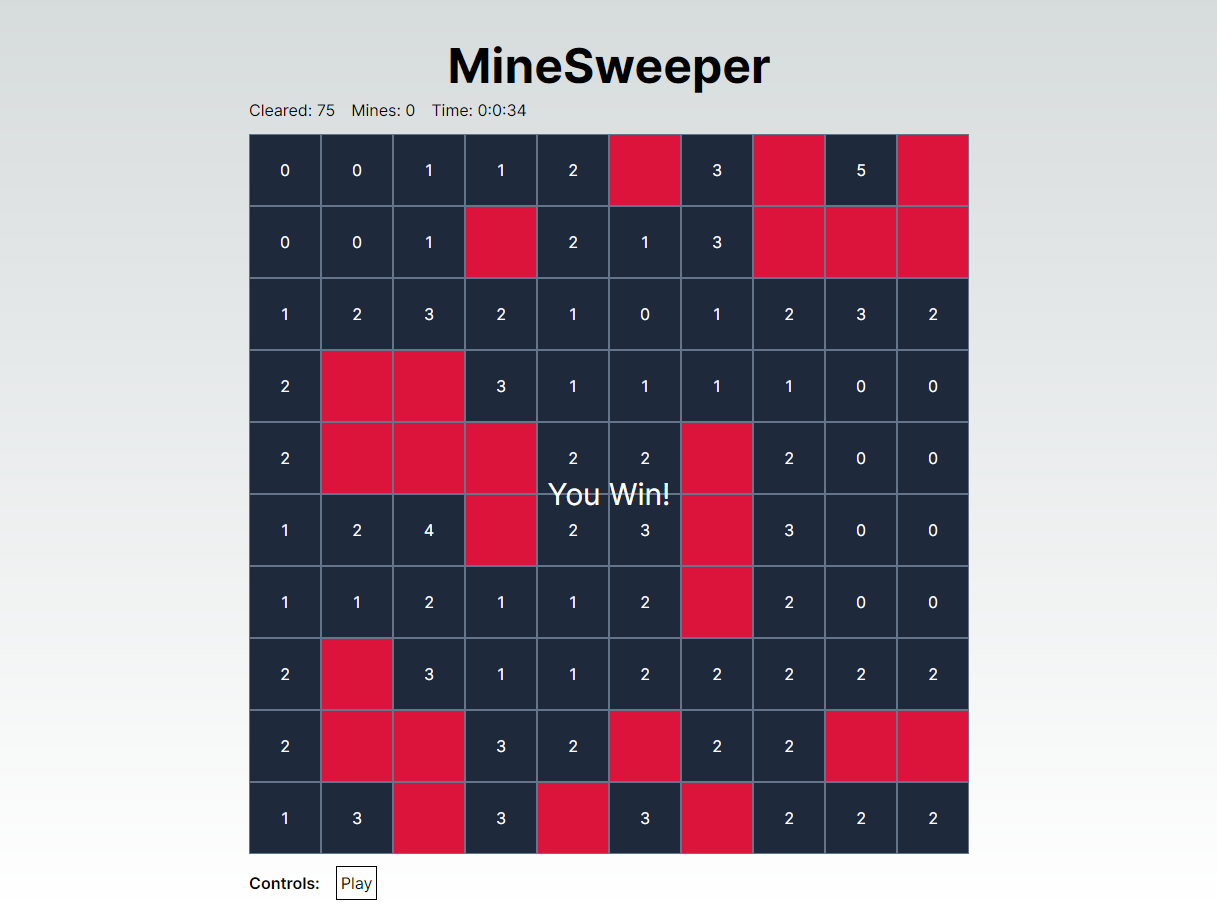 MineSweeper
Cleared: 75 Mines: 0 Time: 0:0:34
0 0 1 1 2 3 5
0 0 1 2 1 3
1 2 3 2 1 0 1 2 3 2
2 3 1 1 1 1 0 0
2 2 2 2 0 0
You Win!
1 2 4 2 3 3 0 0
1 1 2 1 1 2 2 0 0
2 3 1 1 2 2 2 2 2
2 3 2 2 2
1 3 3 3 2 2 2
Controls: Play